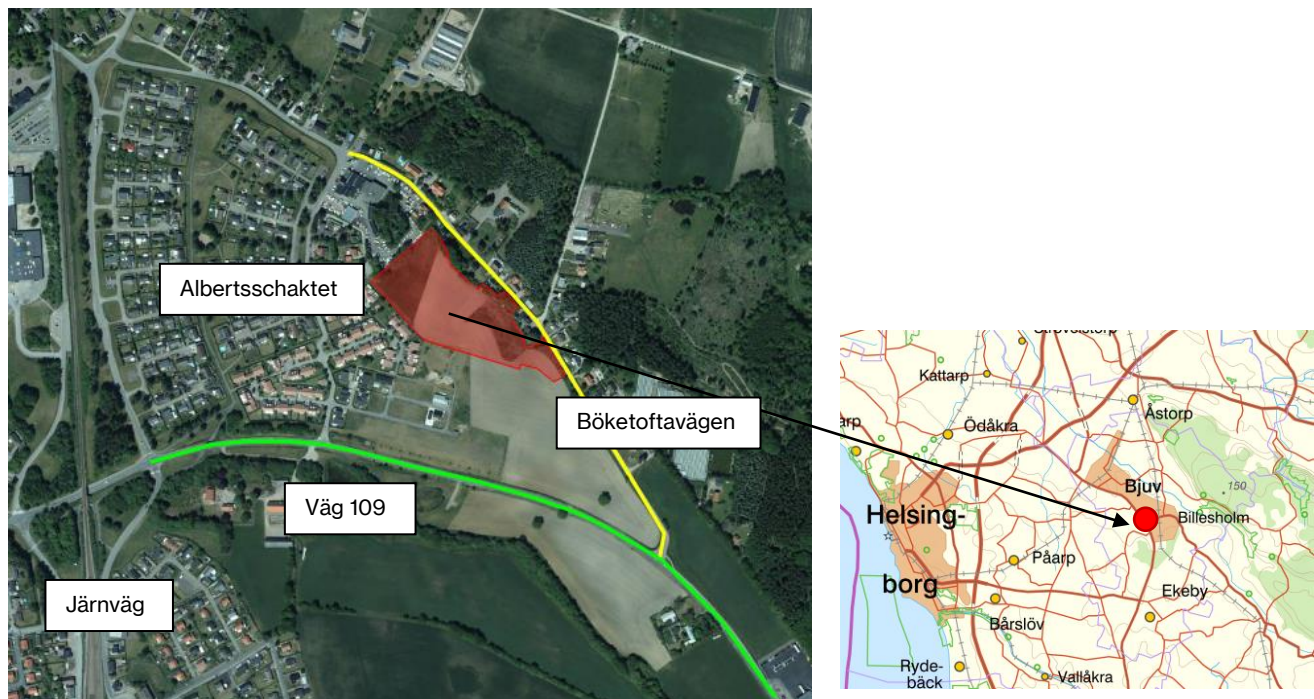 Albertsschaktet
Böketoftavägen
Väg 109
Järnväg
Kattarp
Åstorp
Ödåkra
Bjuv
150
Helsing-
borg
Billesholm
Påarp
Ekeby
Bårslöv
Ryde-
bäck
Vallåkra